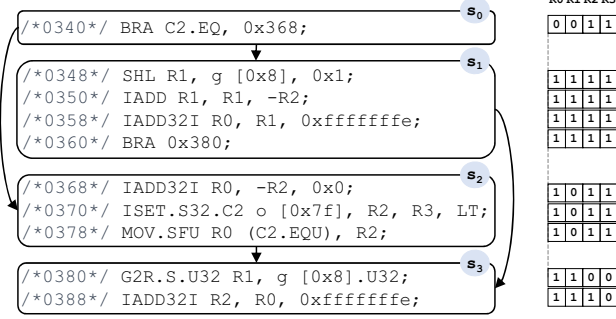 R0 R1 R2 R3
s0
/*0340*/ BRA C2.EQ, 0x368; 0 0 1 1
s1
/*0348*/ SHL R1, g [0x8], 0x1; 1 1 1 1
/*0350*/ IADD R1, R1, -R2; 1 1 1 1
/*0358*/ IADD32I R0, R1, 0xfffffffe; 1 1 1 1
/*0360*/ BRA 0x380; 1 1 1 1
s2
/*0368*/ IADD32I R0, -R2, 0x0; 1 0 1 1
/*0370*/ ISET.S32.C2 o [0x7f], R2, R3, LT; 1 0 1 1
/*0378*/ MOV.SFU R0 (C2.EQU), R2; 1 0 1 1
s3
/*0380*/ G2R.S.U32 R1, g [0x8].U32; 1 1 0 0
/*0388*/ IADD32I R2, R0, 0xfffffffe; 1 1 1 0